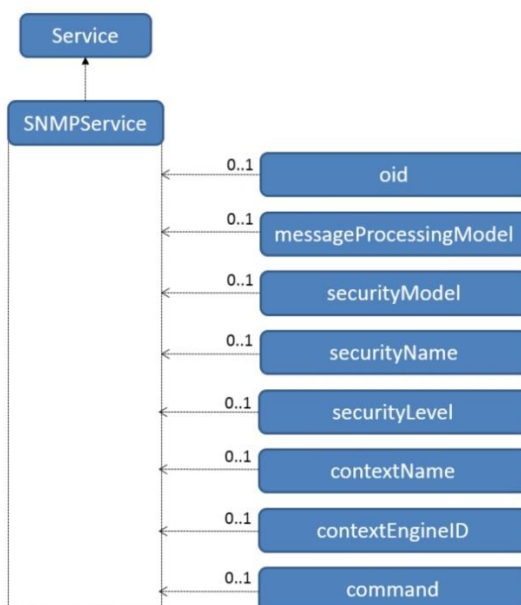 Service
SNMPService
0..1
oid
0..1
messageProcessingModel
0..1
securityModel
0..1
securityName
0..1
securityLevel
0..1
contextName
0..1
contextEngineID
0..1
command